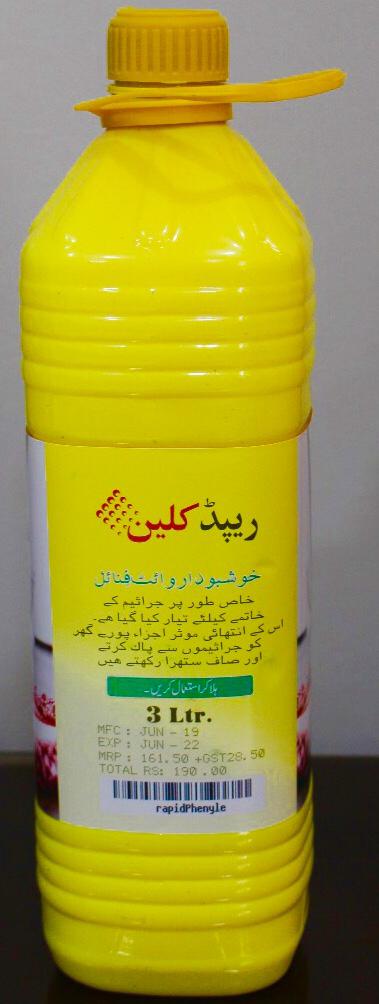 ریپڈ کلین
خوشبودار وائٹ فنائل
خاص طور پر جراثیم کے
خاتمے کیلئے تیار کیا گیا ہے۔
اس کے انتہائی موثر اجزاء پورے گھر
کو جراثیموں سے پاک کرتے
اور صاف ستھرا رکھتے ہیں
ہلا کر استعمال کریں۔
3 Ltr.
MFC : JUN - 19
EXP : JUN - 22
MRP : 161.50 +GST28.50
TOTAL RS: 190.00
rapidPhenyle